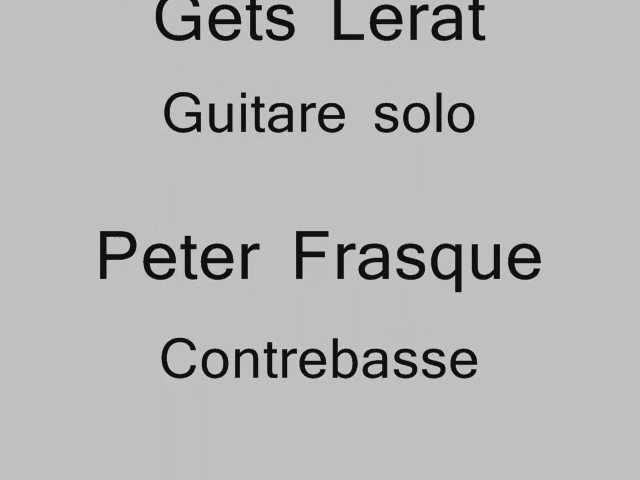 Gets Lerat
Guitare solo
Peter Frasque
Contrebasse